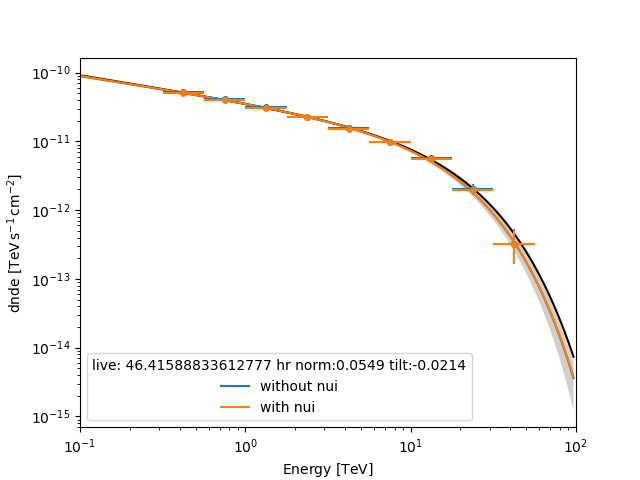 10⁻¹⁰
10⁻¹¹
10⁻¹²
10⁻¹³
10⁻¹⁴
10⁻¹⁵
dnde [TeV s⁻¹ cm⁻²]
live: 46.41588833612777 hr norm:0.0549 tilt:-0.0214
without nui
with nui
10⁻¹ 10⁰ 10¹ 10²
Energy [TeV]